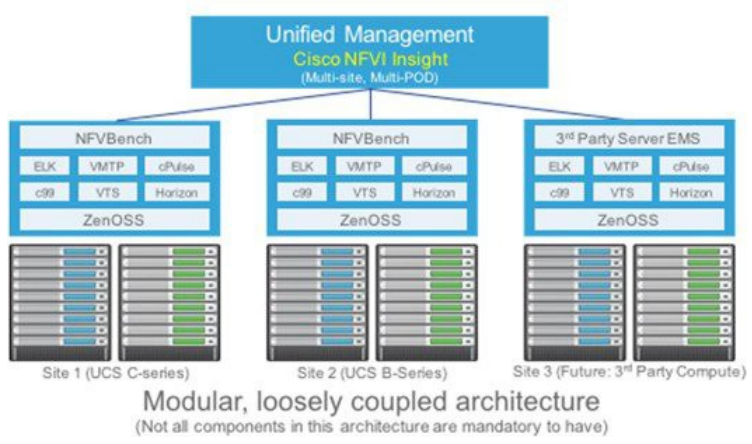 Unified Management
Cisco NFVI Insight
(Multi-site, Multi-POD)
NFVBench
ELK VMTP cPulse
c99 VTS Horizon
ZenOSS
NFVBench
ELK VMTP cPulse
c99 VTS Horizon
ZenOSS
3rd Party Server EMS
ELK VMTP cPulse
c99 VTS Horizon
ZenOSS
Site 1 (UCS C-series)
Site 2 (UCS B-Series)
Site 3 (Future: 3rd Party Compute)
Modular, loosely coupled architecture
(Not all components in this architecture are mandatory to have)